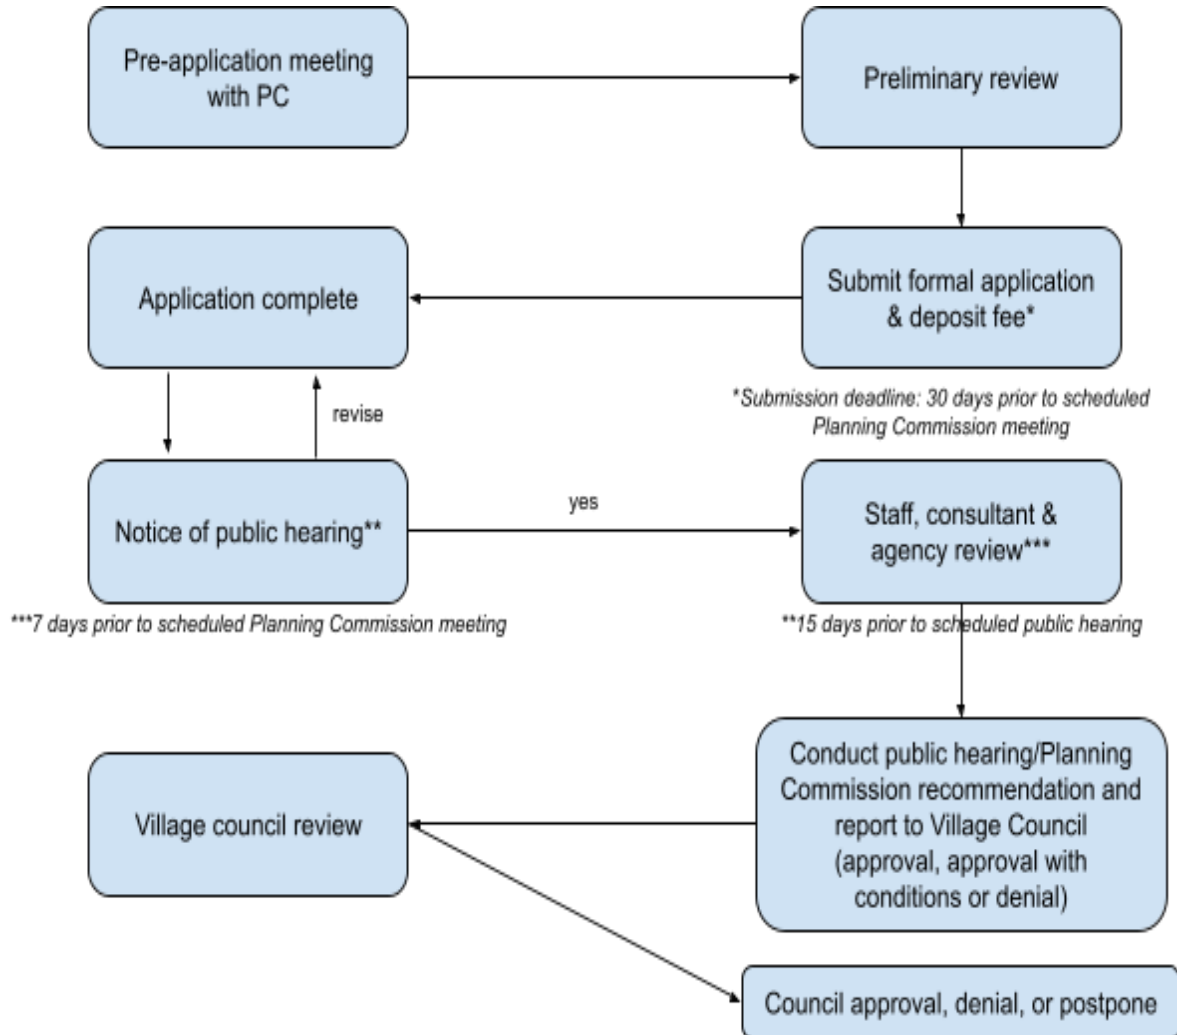 Pre-application meeting
with PC
Preliminary review
Submit formal application
& deposit fee*
*Submission deadline: 30 days prior to scheduled
Planning Commission meeting
Application complete
revise
Notice of public hearing**
***7 days prior to scheduled Planning Commission meeting
yes
Staff, consultant &
agency review***
**15 days prior to scheduled public hearing
Conduct public hearing/Planning
Commission recommendation and
report to Village Council
(approval, approval with
conditions or denial)
Village council review
Council approval, denial, or postpone